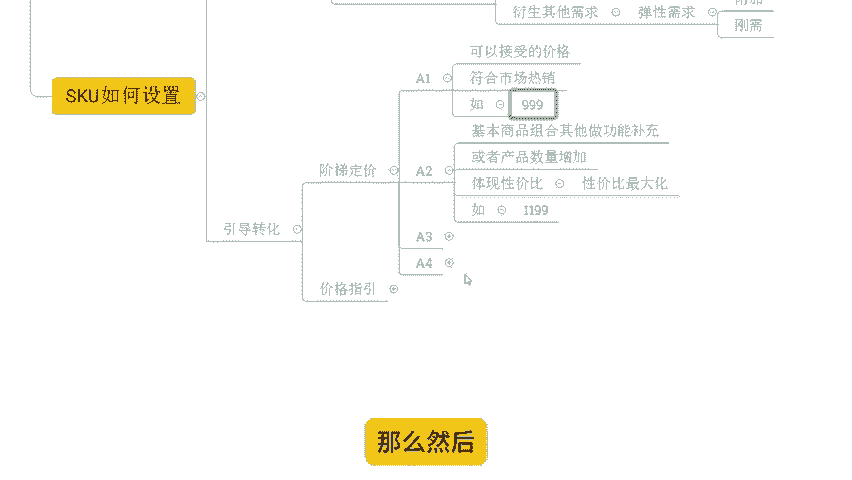 衍生其他需求 弹性需求
刚需
可以接受的价格
A1 符合市场热销
SKU如何设置
如 999
基本商品组合其他做功能补充
或者产品数量增加
阶梯定价 A2 体现性价比 性价比最大化
如 1199
引导转化
A3
A4
价格指引
那么然后